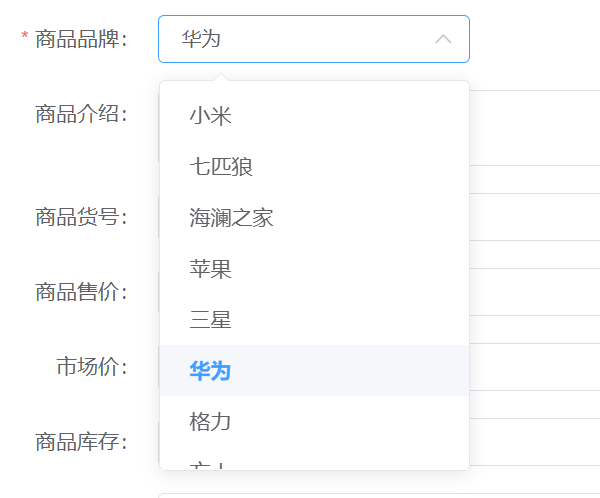 * 商品品牌： 华为
商品介绍：
小米
七匹狼
商品货号：
海澜之家
苹果
商品售价：
三星
市场价：
华为
格力
商品库存：